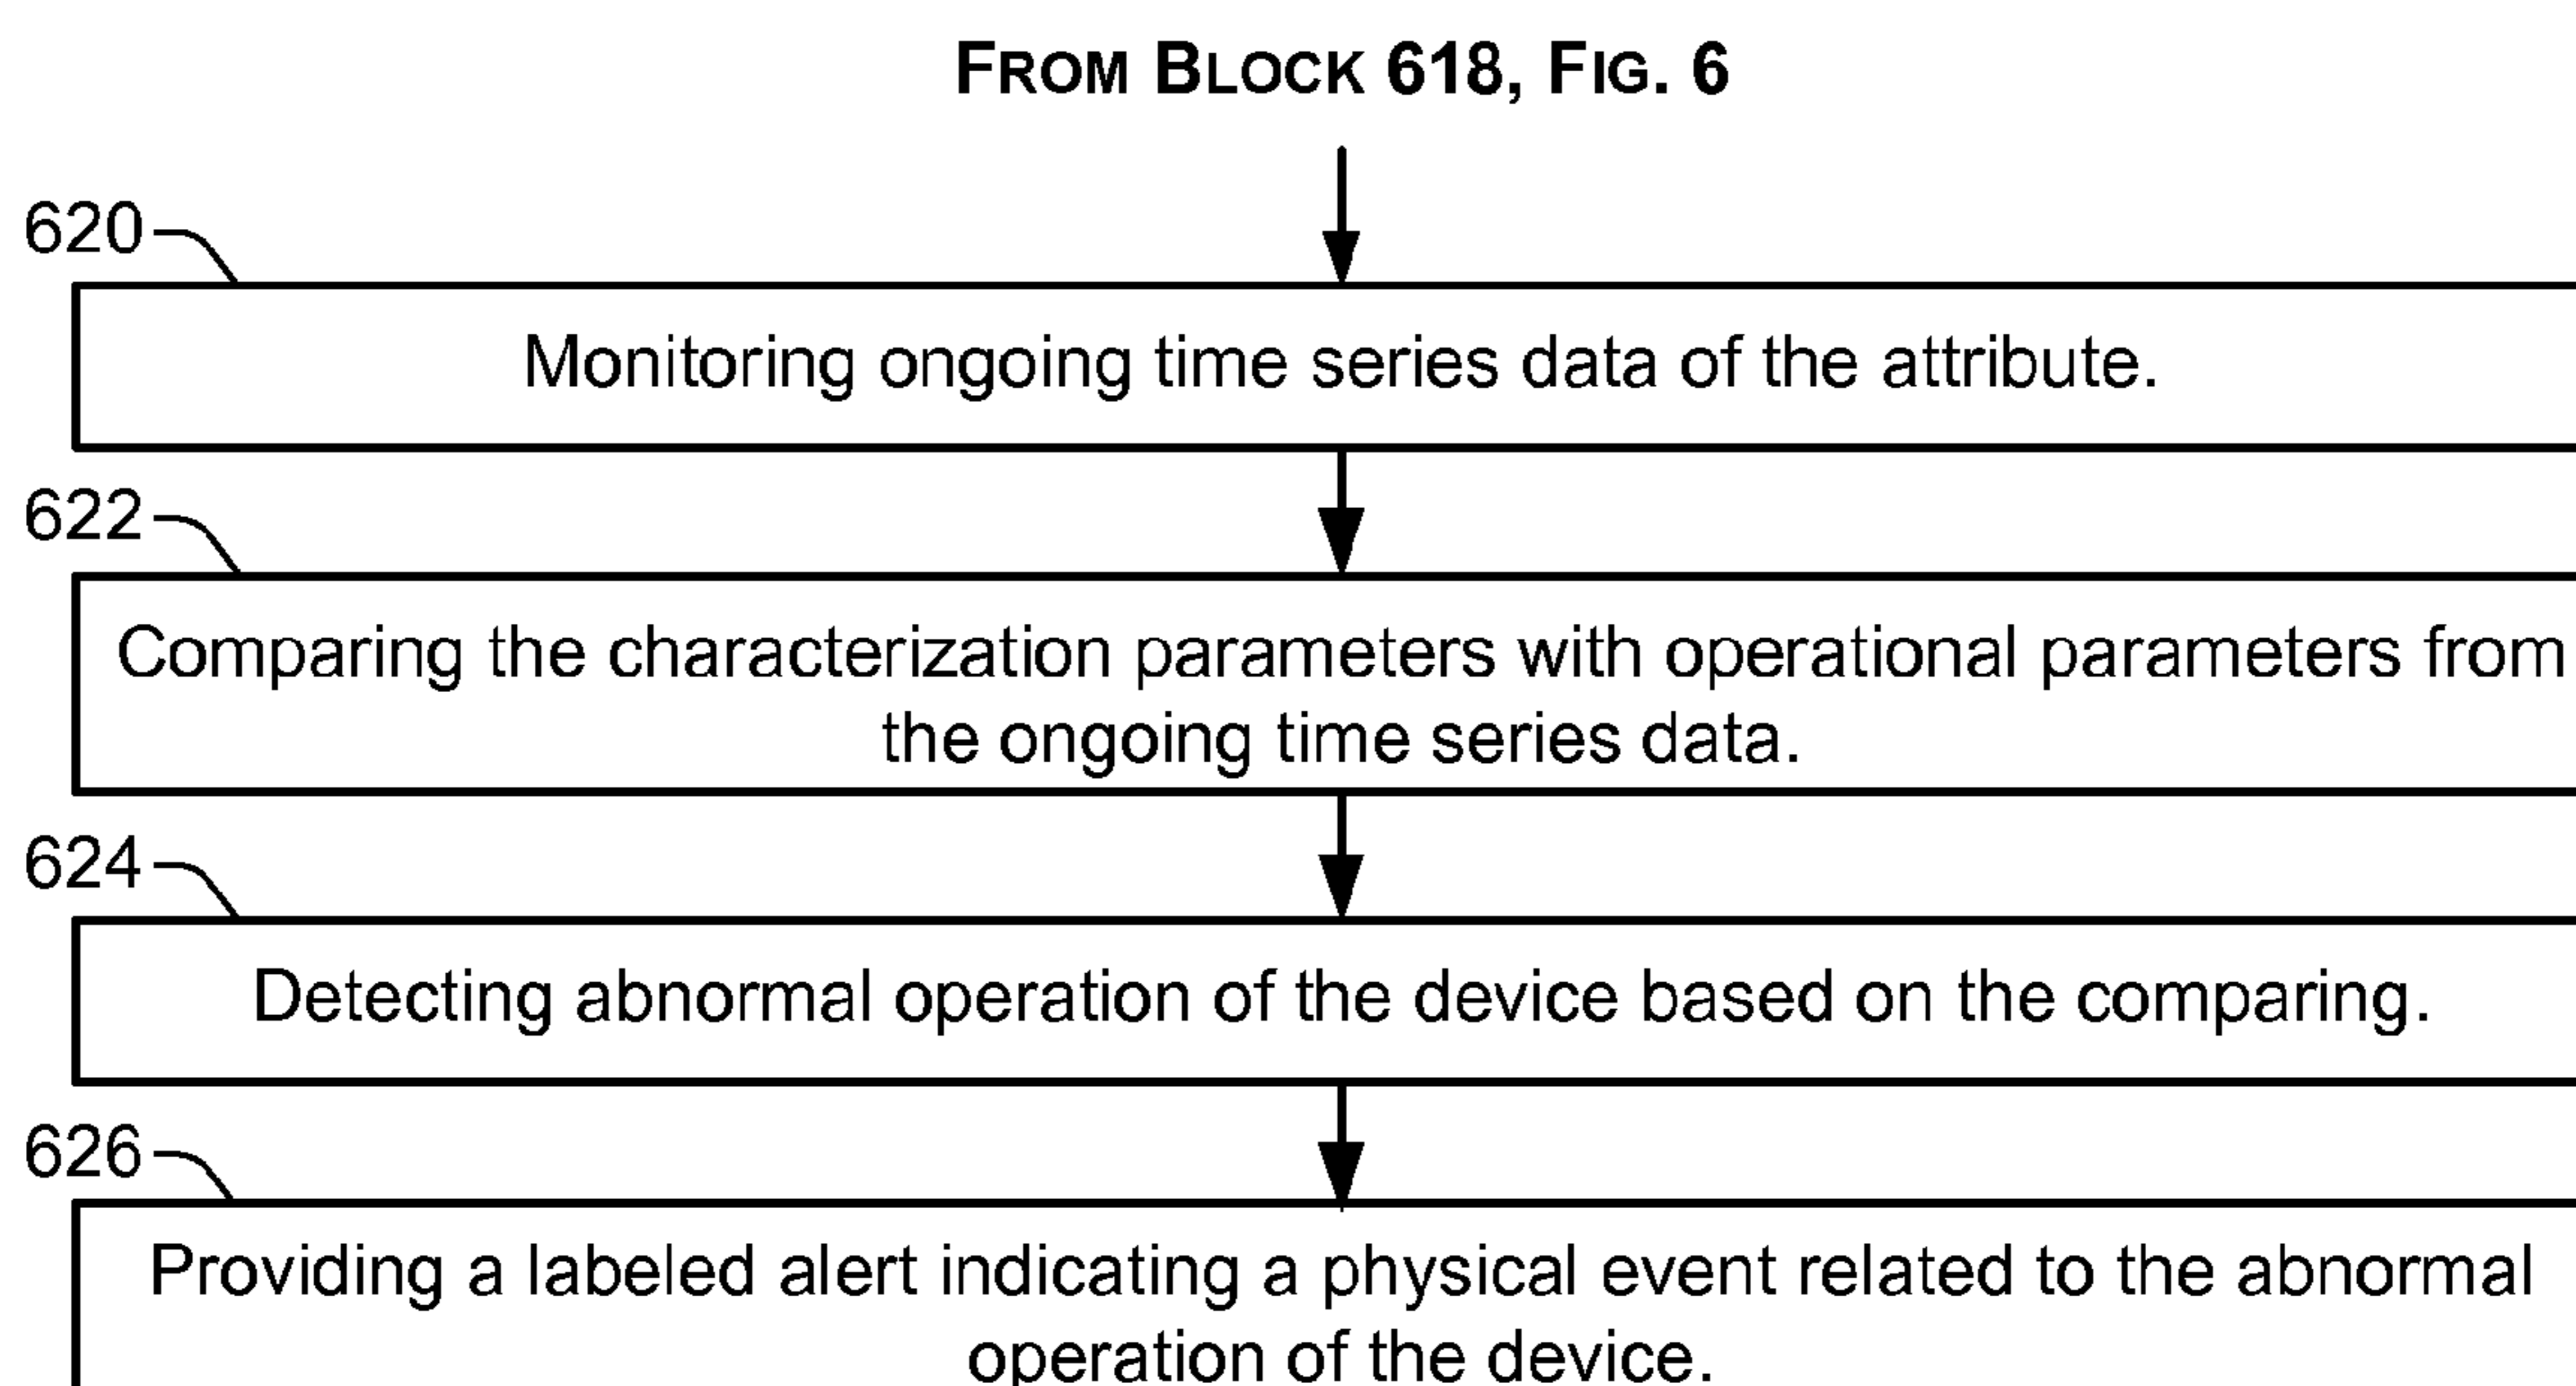 FROM BLOCK 618, FIG. 6
620
Monitoring ongoing time series data of the attribute.
622
Comparing the characterization parameters with operational parameters from
the ongoing time series data.
624
Detecting abnormal operation of the device based on the comparing.
626
Providing a labeled alert indicating a physical event related to the abnormal
operation of the device.